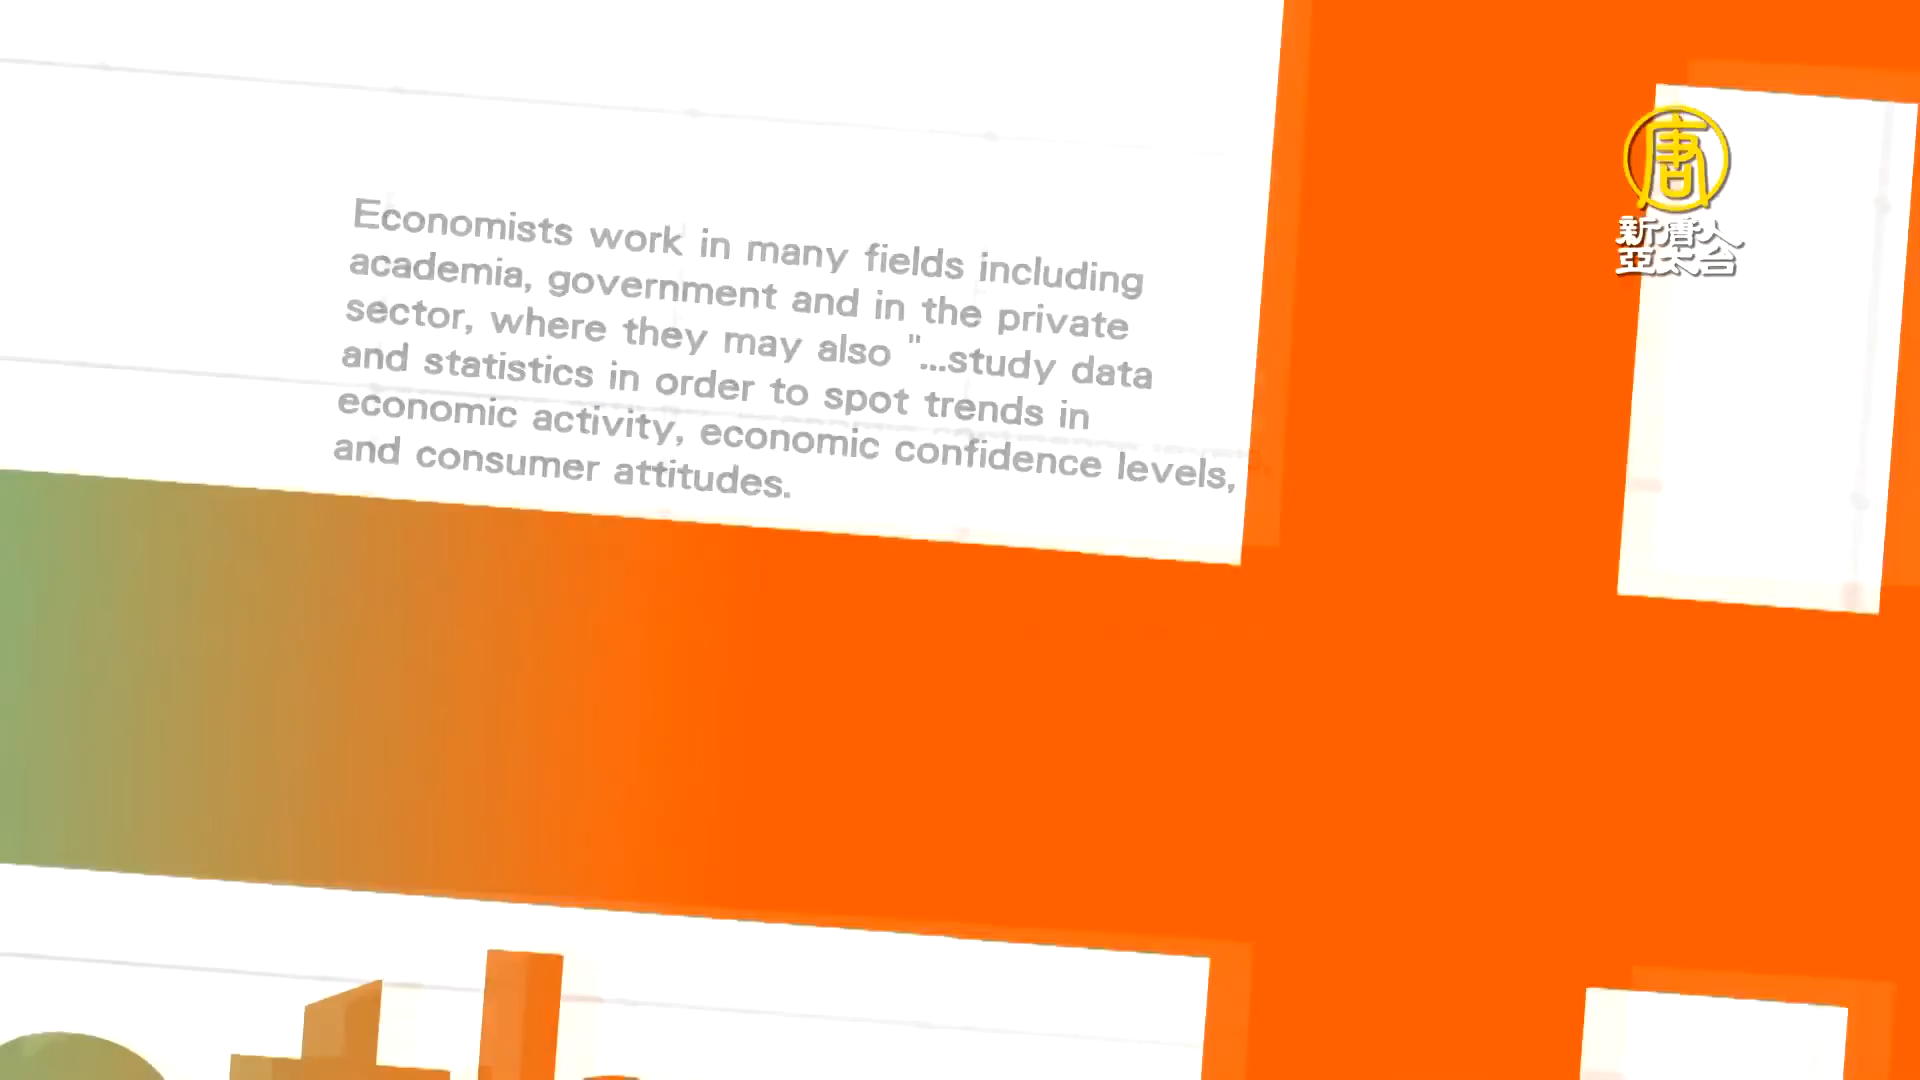 Economists work in many fields including
academia, government and in the private
sector, where they may also "...study data
and statistics in order to spot trends in
economic activity, economic confidence levels,
and consumer attitudes.
唐
新唐人
亞太台